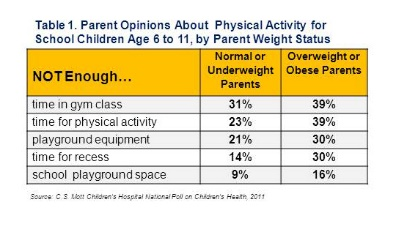 Table 1. Parent Opinions About Physical Activity for
School Children Age 6 to 11, by Parent Weight Status
NOT Enough… Normal or Underweight Parents Overweight or Obese Parents
time in gym class 31% 39%
time for physical activity 23% 39%
playground equipment 21% 30%
time for recess 14% 30%
school playground space 9% 16%
Source: C.S. Mott Children's Hospital National Poll on Children's Health, 2011